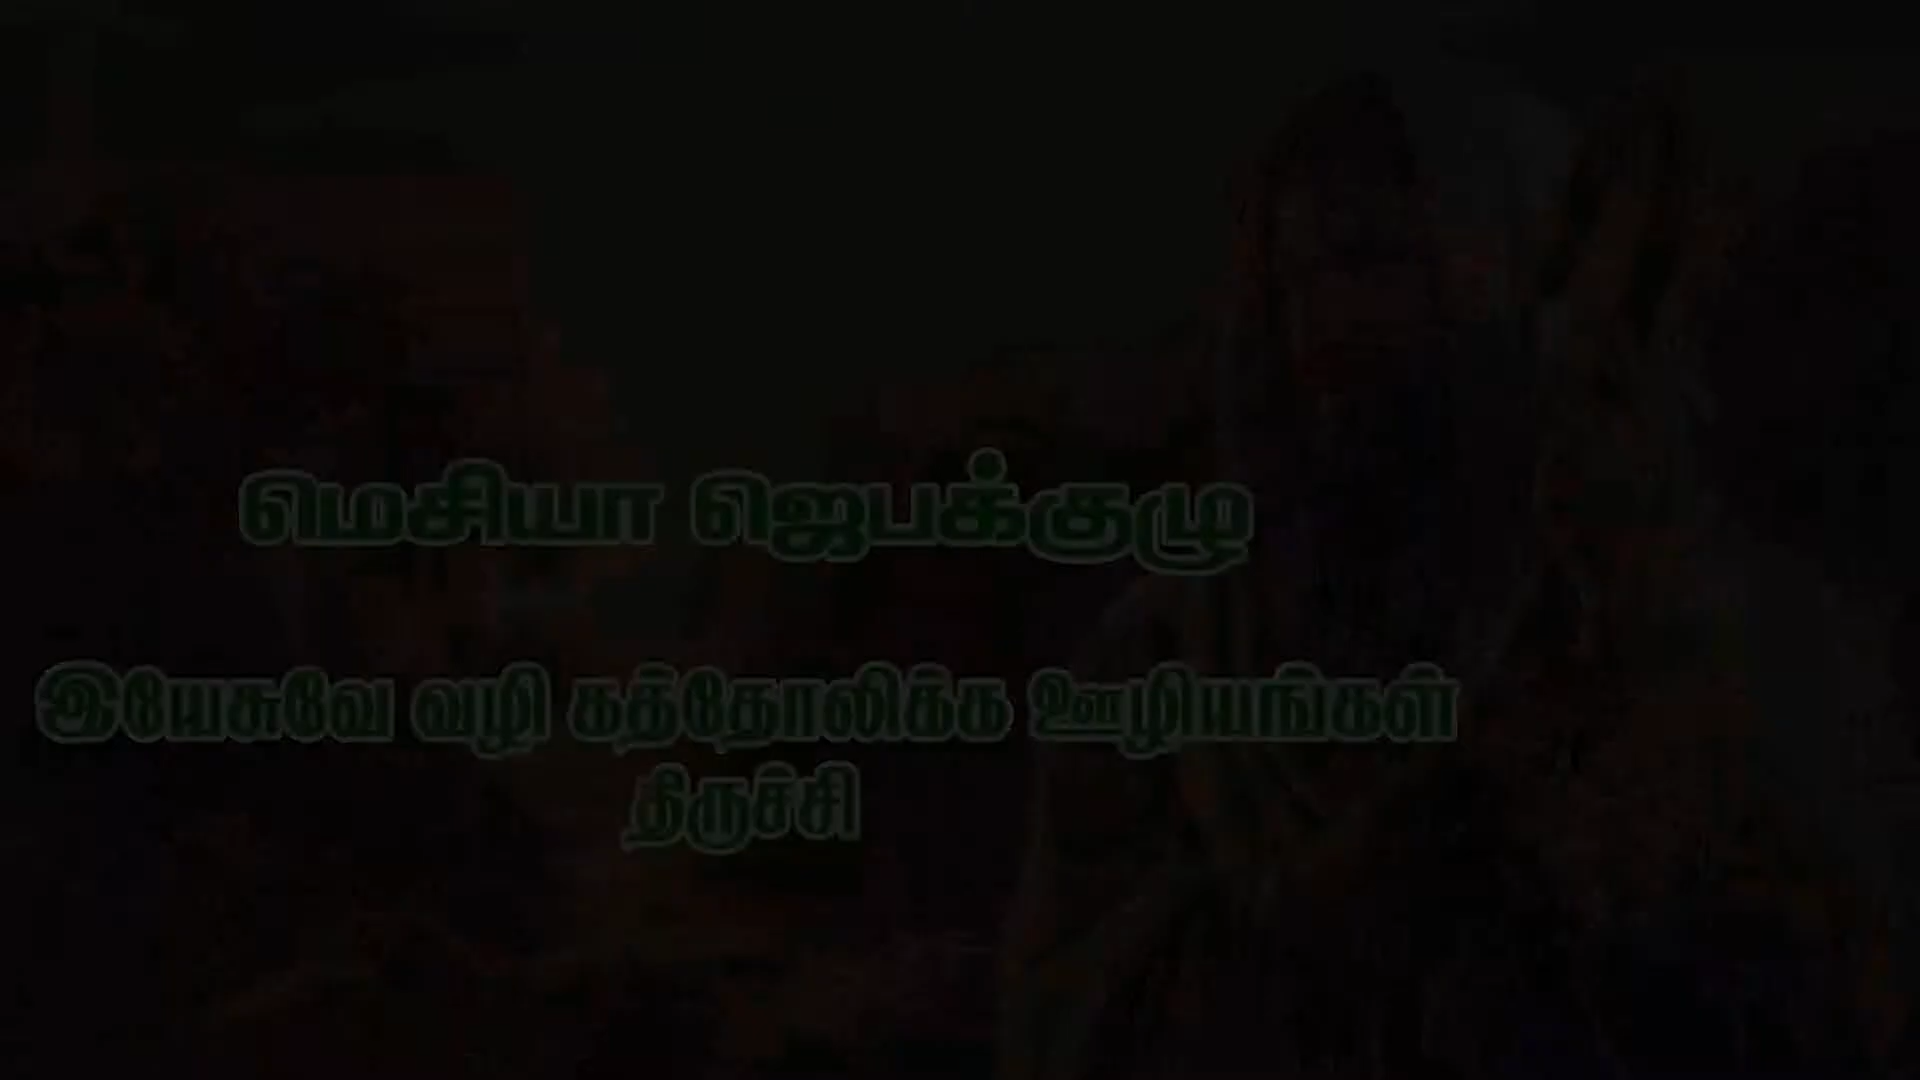 மெசியா ஜெபக்குழு
இயேசுவே வழி கத்தோலிக்க ஊழியங்கள்
திருச்சி